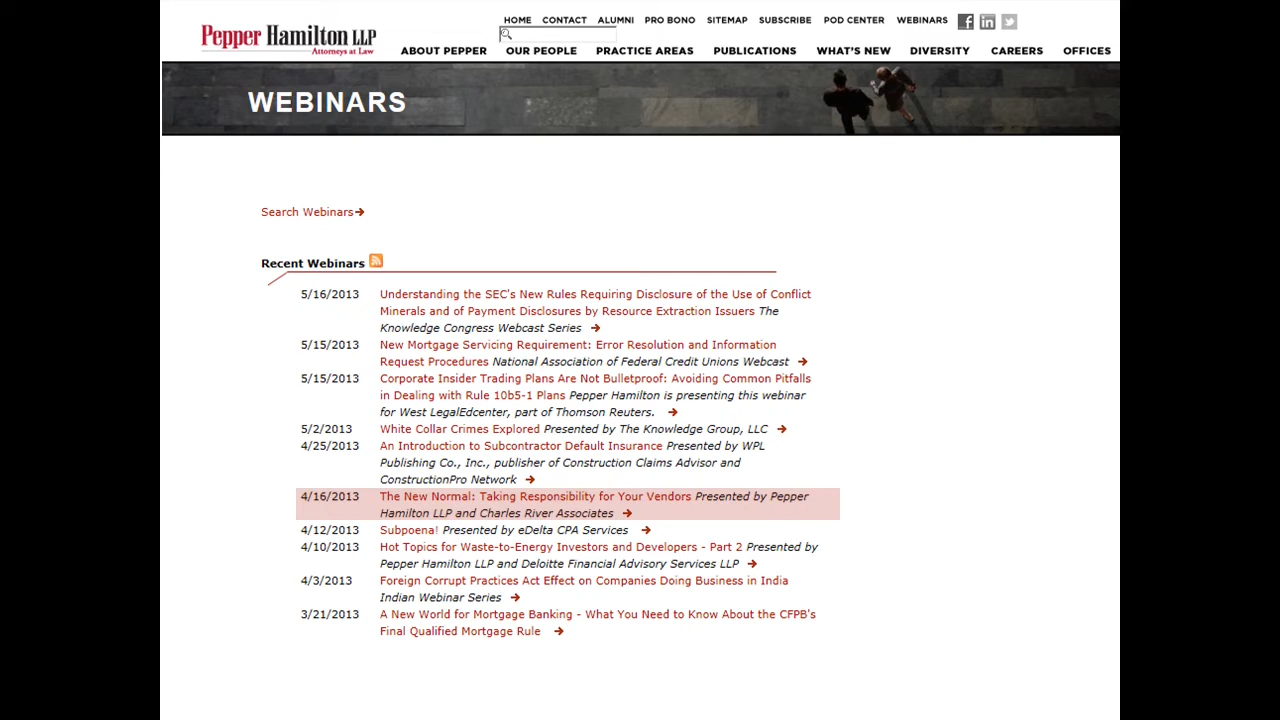 HOME CONTACT ALUMNI PRO BONO SITEMAP SUBSCRIBE POD CENTER WEBINARS
Pepper Hamilton LLP
Attorneys at Law
ABOUT PEPPER OUR PEOPLE PRACTICE AREAS PUBLICATIONS WHAT'S NEW DIVERSITY CAREERS OFFICES
WEBINARS
Search Webinars
Recent Webinars
5/16/2013 Understanding the SEC's New Rules Requiring Disclosure of the Use of Conflict
Minerals and of Payment Disclosures by Resource Extraction Issuers The
Knowledge Congress Webcast Series
5/15/2013 New Mortgage Servicing Requirement: Error Resolution and Information
Request Procedures National Association of Federal Credit Unions Webcast
5/15/2013 Corporate Insider Trading Plans Are Not Bulletproof: Avoiding Common Pitfalls
in Dealing with Rule 10b5-1 Plans Pepper Hamilton is presenting this webinar
for West LegalEdcenter, part of Thomson Reuters.
5/2/2013 White Collar Crimes Explored Presented by The Knowledge Group, LLC
4/25/2013 An Introduction to Subcontractor Default Insurance Presented by WPL
Publishing Co., Inc., publisher of Construction Claims Advisor and
ConstructionPro Network
4/16/2013 The New Normal: Taking Responsibility for Your Vendors Presented by Pepper
Hamilton LLP and Charles River Associates
4/12/2013 Subpoena! Presented by eDelta CPA Services
4/10/2013 Hot Topics for Waste-to-Energy Investors and Developers - Part 2 Presented by
Pepper Hamilton LLP and Deloitte Financial Advisory Services LLP
4/3/2013 Foreign Corrupt Practices Act Effect on Companies Doing Business in India
Indian Webinar Series
3/21/2013 A New World for Mortgage Banking - What You Need to Know About the CFPB's
Final Qualified Mortgage Rule